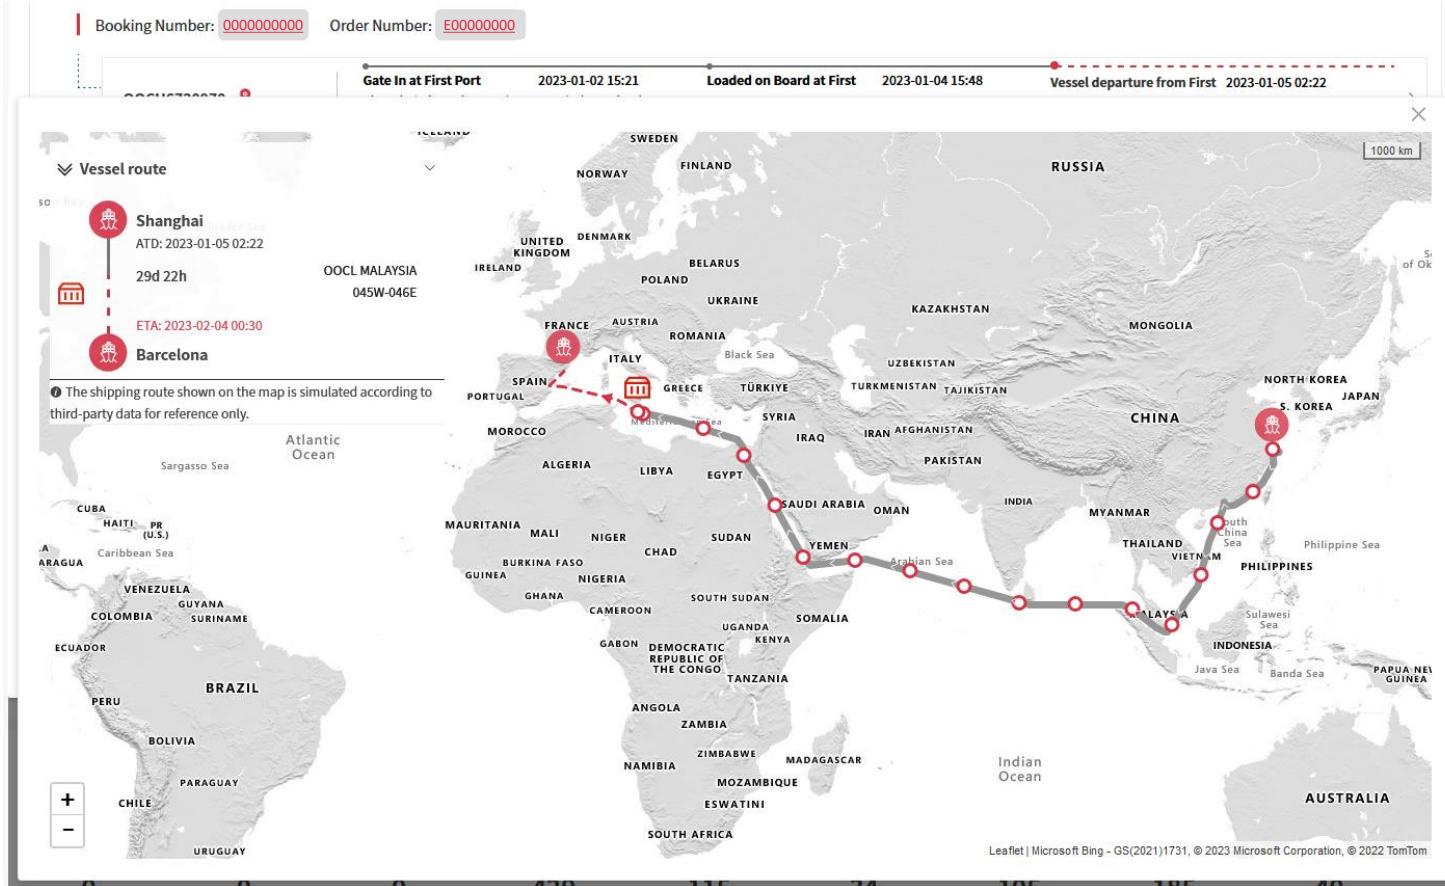 Booking Number: 0000000000 Order Number: E00000000
Gate In at First Port 2023-01-02 15:21 Loaded on Board at First 2023-01-04 15:48 Vessel departure from First 2023-01-05 02:22
Vessel route
Shanghai
ATD: 2023-01-05 02:22
29d 22h
OOCL MALAYSIA
045W-046E
ETA: 2023-02-04 00:30
Barcelona
The shipping route shown on the map is simulated according to
third-party data for reference only.
1000 km
ICELAND
SWEDEN
FINLAND
NORWAY
RUSSIA
UNITED
KINGDOM
DENMARK
IRELAND
BELARUS
POLAND
UKRAINE
KAZAKHSTAN
MONGOLIA
FRANCE
AUSTRIA
ROMANIA
ITALY
Black Sea
UZBEKISTAN
SPAIN
PORTUGAL
GREECE
TÜRKIYE
TURKMENISTAN
TAJIKISTAN
NORTH KOREA
JAPAN
S. KOREA
CHINA
SYRIA
MOROCCO
IRAQ
IRAN
AFGHANISTAN
Atlantic
Ocean
Sargasso Sea
ALGERIA
LIBYA
EGYPT
PAKISTAN
SAUDI ARABIA
OMAN
INDIA
MYANMAR
CUBA
HAITI
PR
(U.S.)
Caribbean Sea
MAURITANIA
MALI
NIGER
CHAD
SUDAN
YEMEN
Arabian Sea
THAILAND
VIETNAM
China
Sea
Philippine Sea
PHILIPPINES
BURKINA FASO
GUINEA
NIGERIA
GHANA
CAMEROON
SOUTH SUDAN
SOMALIA
UGANDA
KENYA
VENEZUELA
GUYANA
COLOMBIA
SURINAME
ECUADOR
Sulawesi
Sea
INDONESIA
Java Sea
Banda Sea
PAPUA NEW
GUINEA
GABON
DEMOCRATIC
REPUBLIC OF
THE CONGO
TANZANIA
BRAZIL
PERU
ANGOLA
ZAMBIA
BOLIVIA
ZIMBABWE
NAMIBIA
MADAGASCAR
MOZAMBIQUE
Indian
Ocean
PARAGUAY
CHILE
ESWATINI
AUSTRALIA
SOUTH AFRICA
URUGUAY
+
−
Leaflet | Microsoft Bing - GS(2021)1731, © 2023 Microsoft Corporation, © 2022 TomTom